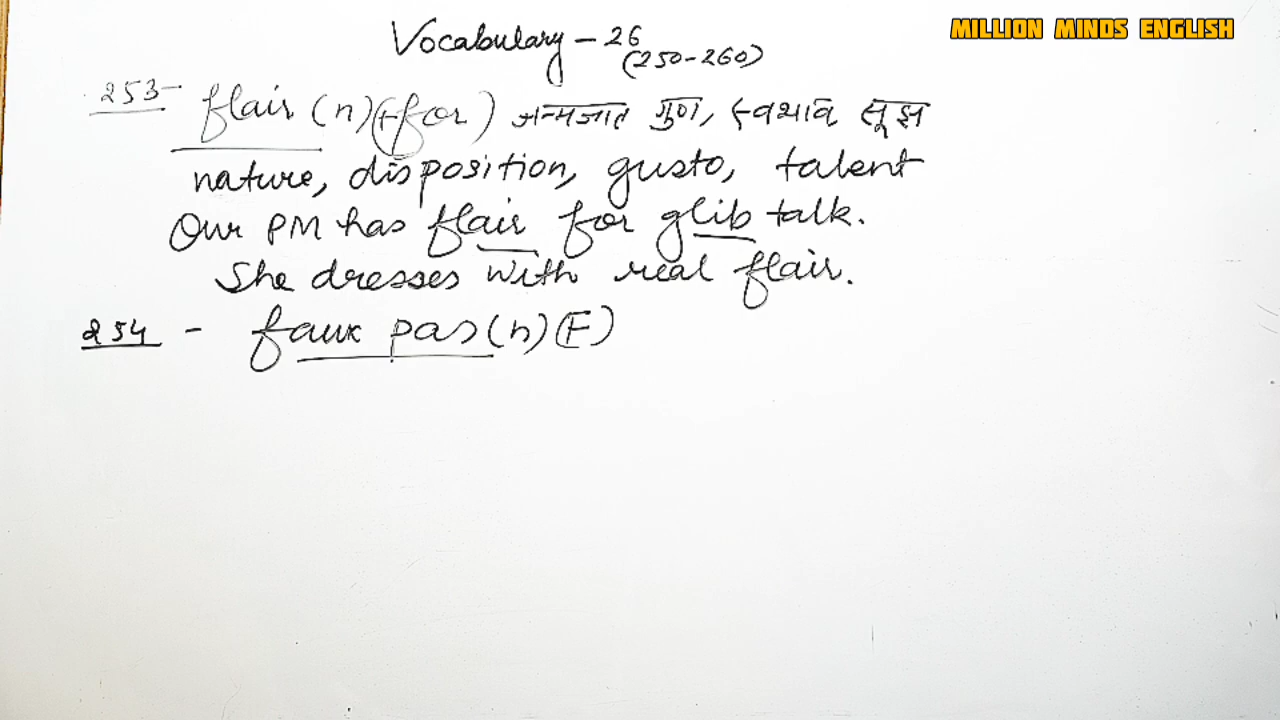 MILLION MINDS ENGLISH
Vocabulary - 26
(250-260)
253- flair (n)(+for) जन्मजात गुण, स्वभाव सूझ
nature, disposition, gusto, talent
Our PM has flair for glib talk.
She dresses with real flair.
254 - faux pas(n)(F)